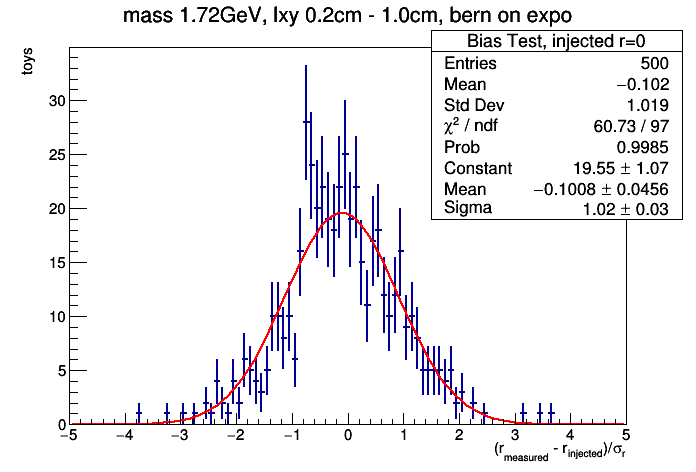 mass 1.72GeV, lxy 0.2cm - 1.0cm, bern on expo
Bias Test, injected r=0
Entries 500
Mean −0.102
Std Dev 1.019
χ² / ndf 60.73 / 97
Prob 0.9985
Constant 19.55 ± 1.07
Mean −0.1008 ± 0.0456
Sigma 1.02 ± 0.03
toys
30
25
20
15
10
5
0
−5 −4 −3 −2 −1 0 1 2 3 4 5
(r_measured - r_injected)/σ_r